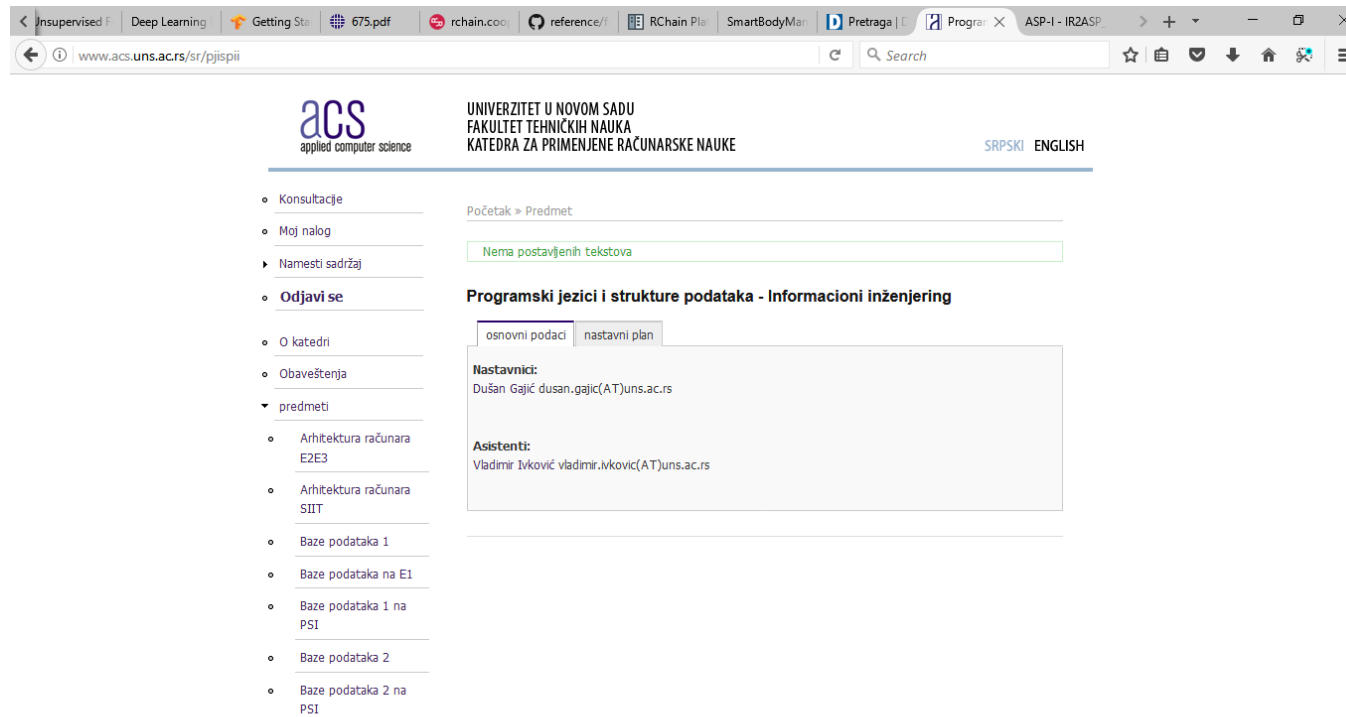 Unsupervised F
Deep Learning
Getting Sta
675.pdf
rchain.coop
reference/f
RChain Pla
SmartBodyMan
Pretraga | D
Program
ASP-I - IR2ASP_
www.acs.uns.ac.rs/sr/pjispii
Search
acs
applied computer science
UNIVERZITET U NOVOM SADU
FAKULTET TEHNIČKIH NAUKA
KATEDRA ZA PRIMENJENE RAČUNARSKE NAUKE
SRPSKI ENGLISH
Konsultacije
Moj nalog
Namesti sadržaj
Odjavi se
O katedri
Obaveštenja
predmeti
Arhitektura računara
E2E3
Arhitektura računara
SIIT
Baze podataka 1
Baze podataka na E1
Baze podataka 1 na
PSI
Baze podataka 2
Baze podataka 2 na
PSI
Početak » Predmet
Nema postavljenih tekstova
Programski jezici i strukture podataka - Informacioni inženjering
osnovni podaci nastavni plan
Nastavnici:
Dušan Gajić dusan.gajic(AT)uns.ac.rs
Asistenti:
Vladimir Ivković vladimir.ivkovic(AT)uns.ac.rs